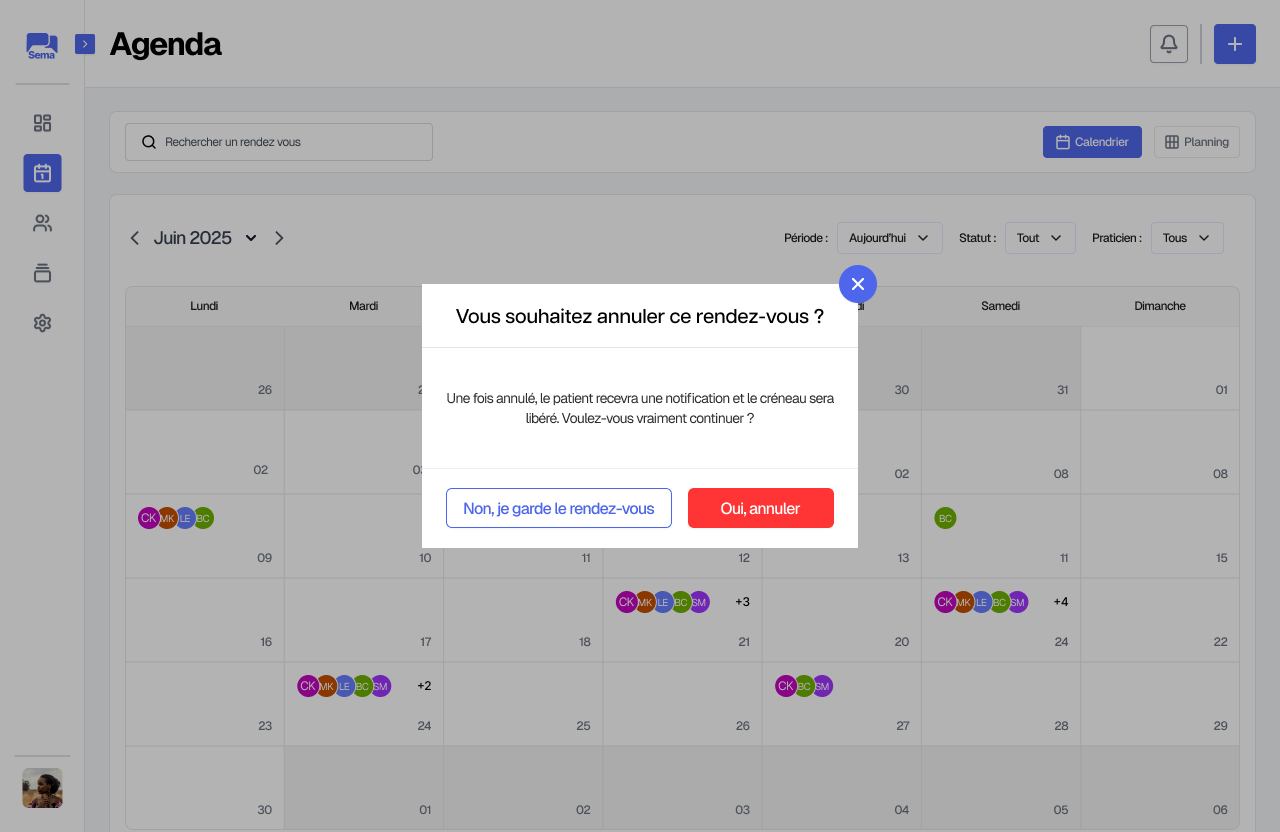 Sema
Agenda
Rechercher un rendez vous
Calendrier
Planning
Juin 2025
Période :
Aujourd'hui
Statut :
Tout
Praticien :
Tous
Lundi
Mardi
di
Samedi
Dimanche
Vous souhaitez annuler ce rendez-vous ?
Une fois annulé, le patient recevra une notification et le créneau sera
libéré. Voulez-vous vraiment continuer ?
Non, je garde le rendez-vous
Oui, annuler
26
30
31
01
02
02
08
08
CK MK LE BC
BC
09
10
11
12
13
11
15
CK MK LE BC SM +3
CK MK LE BC SM +4
16
17
18
21
20
24
22
CK MK LE BC SM +2
CK BC SM
23
24
25
26
27
28
29
30
01
02
03
04
05
06